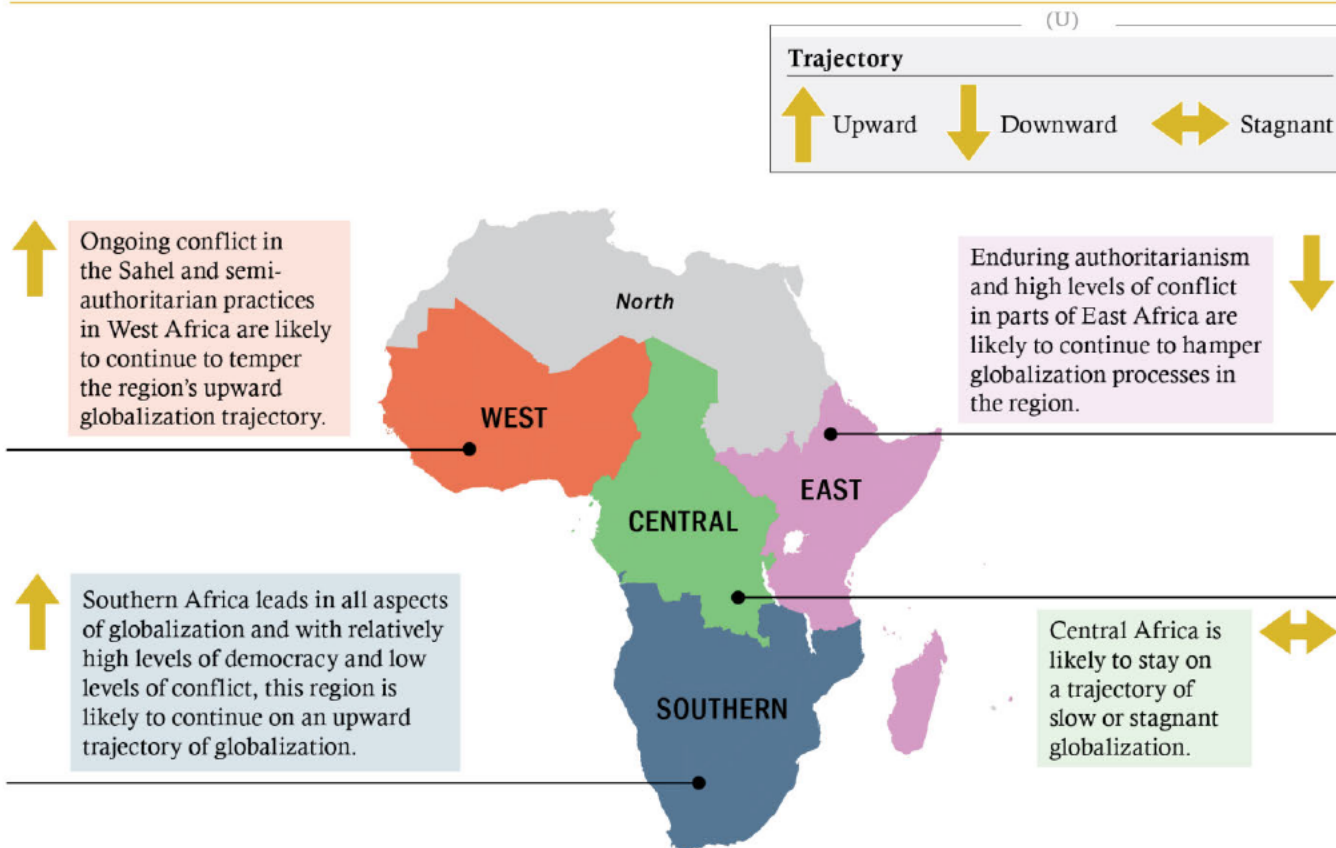 (U)
Trajectory
Upward
Downward
Stagnant
Ongoing conflict in
the Sahel and semi-
authoritarian practices
in West Africa are likely
to continue to temper
the region's upward
globalization trajectory.
Enduring authoritarianism
and high levels of conflict
in parts of East Africa are
likely to continue to hamper
globalization processes in
the region.
North
WEST
EAST
CENTRAL
SOUTHERN
Southern Africa leads in all aspects
of globalization and with relatively
high levels of democracy and low
levels of conflict, this region is
likely to continue on an upward
trajectory of globalization.
Central Africa is
likely to stay on
a trajectory of
slow or stagnant
globalization.